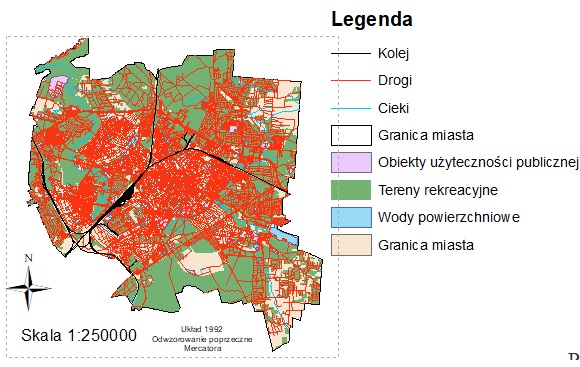 Legenda
Kolej
Drogi
Cieki
Granica miasta
Obiekty użyteczności publicznej
Tereny rekreacyjne
Wody powierzchniowe
Granica miasta
N
Skala 1:250000
Układ 1992
Odwzorowanie poprzeczne
Mercatora